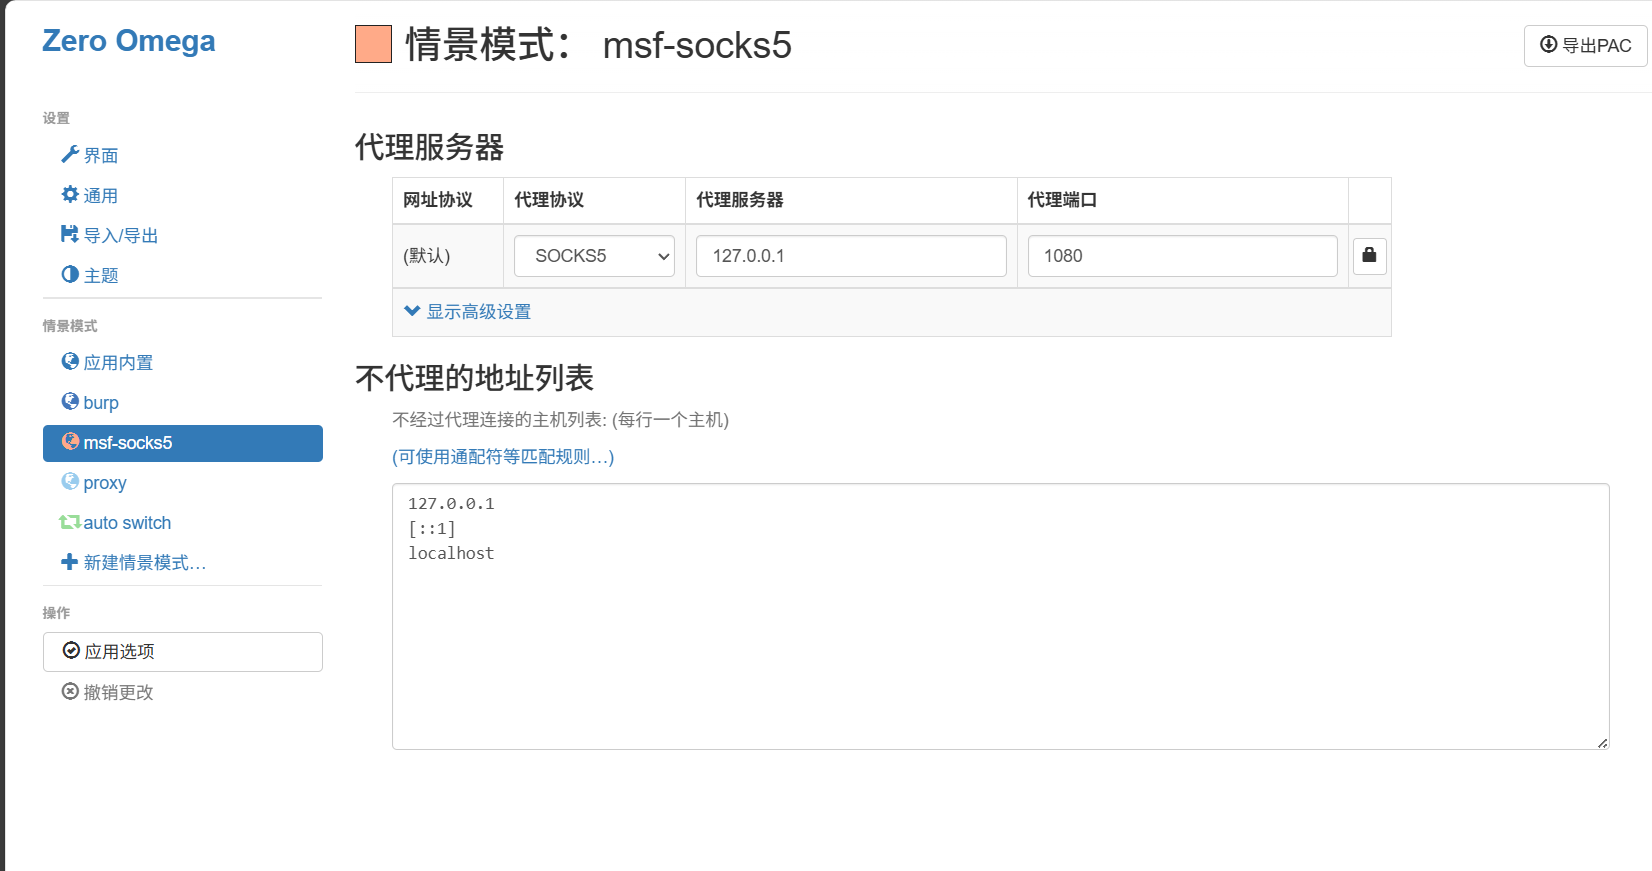 Zero Omega
设置
界面
通用
导入/导出
主题
情景模式
应用内置
burp
msf-socks5
proxy
auto switch
新建情景模式…
操作
应用选项
撤销更改
情景模式： msf-socks5
导出PAC
代理服务器
网址协议 代理协议 代理服务器 代理端口
(默认) SOCKS5 127.0.0.1 1080
显示高级设置
不代理的地址列表
不经过代理连接的主机列表: (每行一个主机)
(可使用通配符等匹配规则…)
127.0.0.1
[::1]
localhost